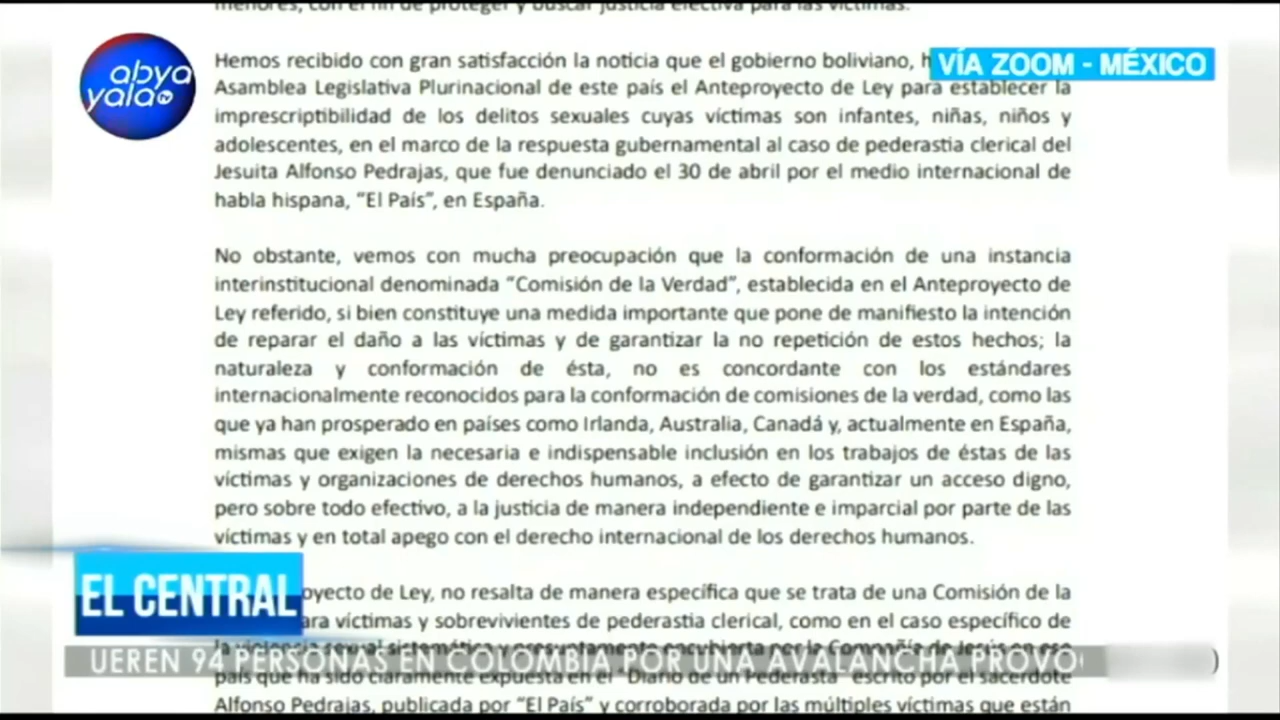 menores, con el fin de proteger y buscar justicia efectiva para las víctimas.
abya
yala tv
VÍA ZOOM - MÉXICO
Hemos recibido con gran satisfacción la noticia que el gobierno boliviano,
Asamblea Legislativa Plurinacional de este país el Anteproyecto de Ley para establecer la
imprescriptibilidad de los delitos sexuales cuyas víctimas son infantes, niñas, niños y
adolescentes, en el marco de la respuesta gubernamental al caso de pederastia clerical del
Jesuita Alfonso Pedrajas, que fue denunciado el 30 de abril por el medio internacional de
habla hispana, “El País”, en España.
No obstante, vemos con mucha preocupación que la conformación de una instancia
interinstitucional denominada “Comisión de la Verdad”, establecida en el Anteproyecto de
Ley referido, si bien constituye una medida importante que pone de manifiesto la intención
de reparar el daño a las víctimas y de garantizar la no repetición de estos hechos; la
naturaleza y conformación de ésta, no es concordante con los estándares
internacionalmente reconocidos para la conformación de comisiones de la verdad, como las
que ya han prosperado en países como Irlanda, Australia, Canadá y, actualmente en España,
mismas que exigen la necesaria e indispensable inclusión en los trabajos de éstas de las
víctimas y organizaciones de derechos humanos, a efecto de garantizar un acceso digno,
pero sobre todo efectivo, a la justicia de manera independiente e imparcial por parte de las
víctimas y en total apego con el derecho internacional de los derechos humanos.
EL CENTRAL
oyecto de Ley, no resalta de manera específica que se trata de una Comisión de la
ara víctimas y sobrevivientes de pederastia clerical, como en el caso específico de
la violencia sexual sistemática y presuntamente encubierta por la Compañía de Jesús en ese
UEREN 94 PERSONAS EN COLOMBIA POR UNA AVALANCHA PROVO
país que ha sido claramente expuesta en el “Diario de un Pederasta” escrito por el sacerdote
Alfonso Pedrajas, publicada por “El País” y corroborada por las múltiples víctimas que están